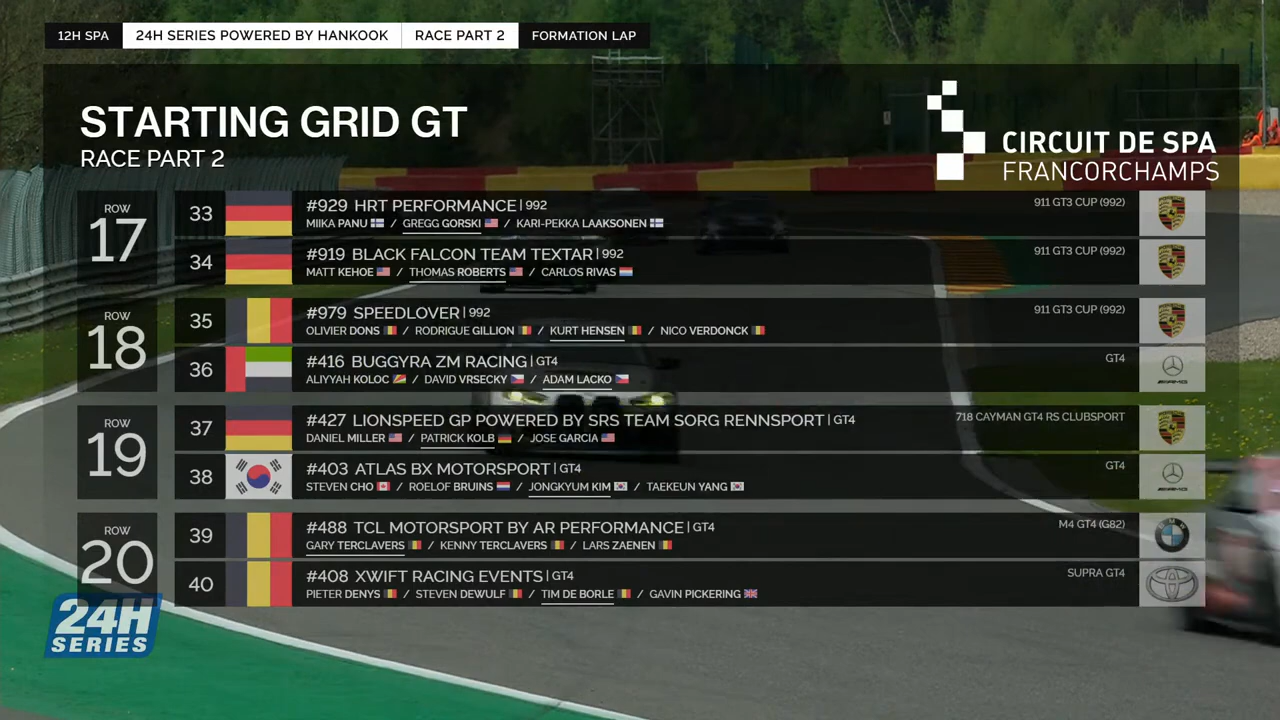 12H SPA 24H SERIES POWERED BY HANKOOK RACE PART 2 FORMATION LAP
STARTING GRID GT
RACE PART 2
CIRCUIT DE SPA
FRANCORCHAMPS
ROW
17
33
#929 HRT PERFORMANCE | 992
911 GT3 CUP (992)
MIIKA PANU / GREGG GORSKI / KARI-PEKKA LAAKSONEN
34
#919 BLACK FALCON TEAM TEXTAR | 992
911 GT3 CUP (992)
MATT KEHOE / THOMAS ROBERTS / CARLOS RIVAS
ROW
18
35
#979 SPEEDLOVER | 992
911 GT3 CUP (992)
OLIVIER DONS / RODRIGUE GILLION / KURT HENSEN / NICO VERDONCK
36
#416 BUGGYRA ZM RACING | GT4
GT4
ALIYYAH KOLOC / DAVID VRSECKY / ADAM LACKO
AMG
ROW
19
37
#427 LIONSPEED GP POWERED BY SRS TEAM SORG RENNSPORT | GT4
718 CAYMAN GT4 RS CLUBSPORT
DANIEL MILLER / PATRICK KOLB / JOSE GARCIA
38
#403 ATLAS BX MOTORSPORT | GT4
GT4
STEVEN CHO / ROELOF BRUINS / JONGKYUM KIM / TAEKEUN YANG
AMG
ROW
20
39
#488 TCL MOTORSPORT BY AR PERFORMANCE | GT4
M4 GT4 (G82)
GARY TERCLAVERS / KENNY TERCLAVERS / LARS ZAENEN
BMW
40
#408 XWIFT RACING EVENTS | GT4
SUPRA GT4
PIETER DENYS / STEVEN DEWULF / TIM DE BORLE / GAVIN PICKERING
24H
SERIES